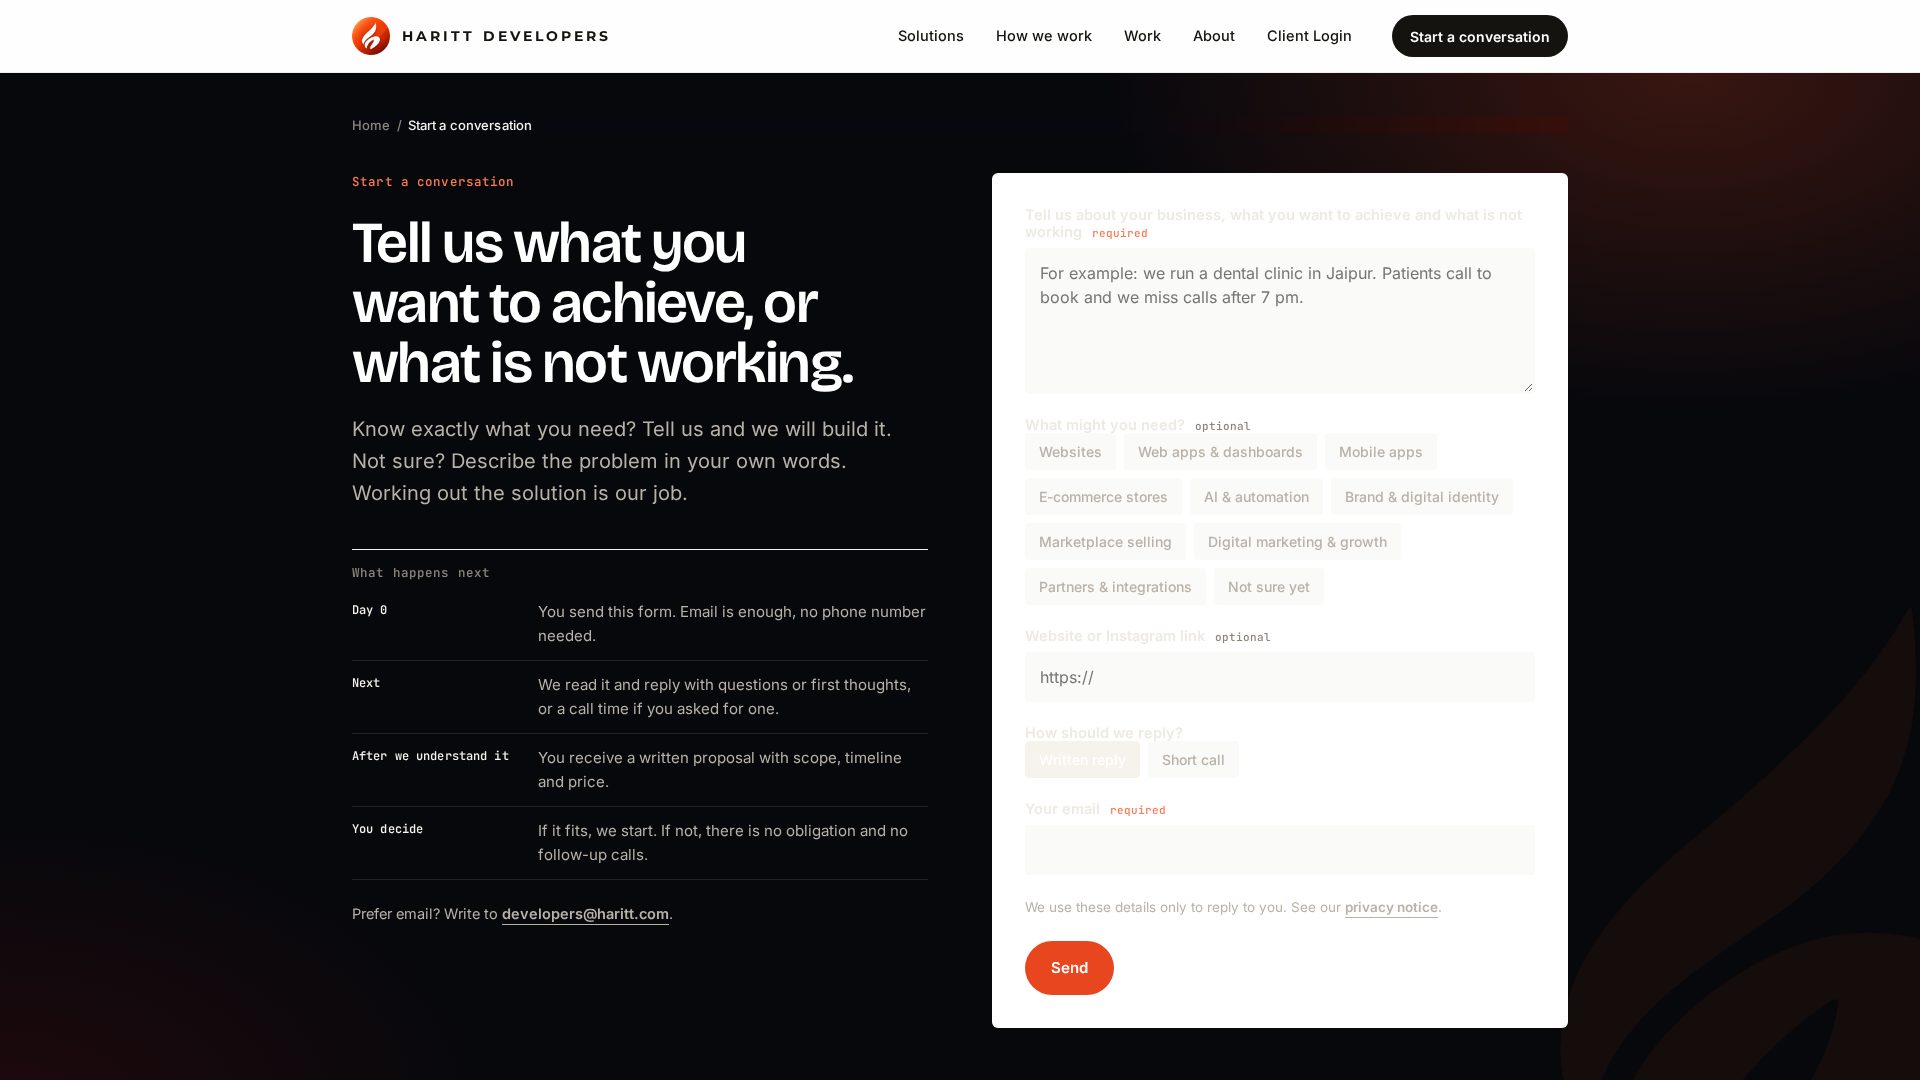 HARITT DEVELOPERS
Solutions
How we work
Work
About
Client Login
Start a conversation
Home / Start a conversation
Start a conversation
Tell us what you
want to achieve, or
what is not working.
Know exactly what you need? Tell us and we will build it.
Not sure? Describe the problem in your own words.
Working out the solution is our job.
What happens next
Day 0
You send this form. Email is enough, no phone number
needed.
Next
We read it and reply with questions or first thoughts,
or a call time if you asked for one.
After we understand it
You receive a written proposal with scope, timeline
and price.
You decide
If it fits, we start. If not, there is no obligation and no
follow-up calls.
Prefer email? Write to developers@haritt.com.
Tell us about your business, what you want to achieve and what is not
working required
For example: we run a dental clinic in Jaipur. Patients call to
book and we miss calls after 7 pm.
What might you need? optional
Websites
Web apps & dashboards
Mobile apps
E-commerce stores
AI & automation
Brand & digital identity
Marketplace selling
Digital marketing & growth
Partners & integrations
Not sure yet
Website or Instagram link optional
https://
How should we reply?
Written reply
Short call
Your email required
We use these details only to reply to you. See our privacy notice.
Send